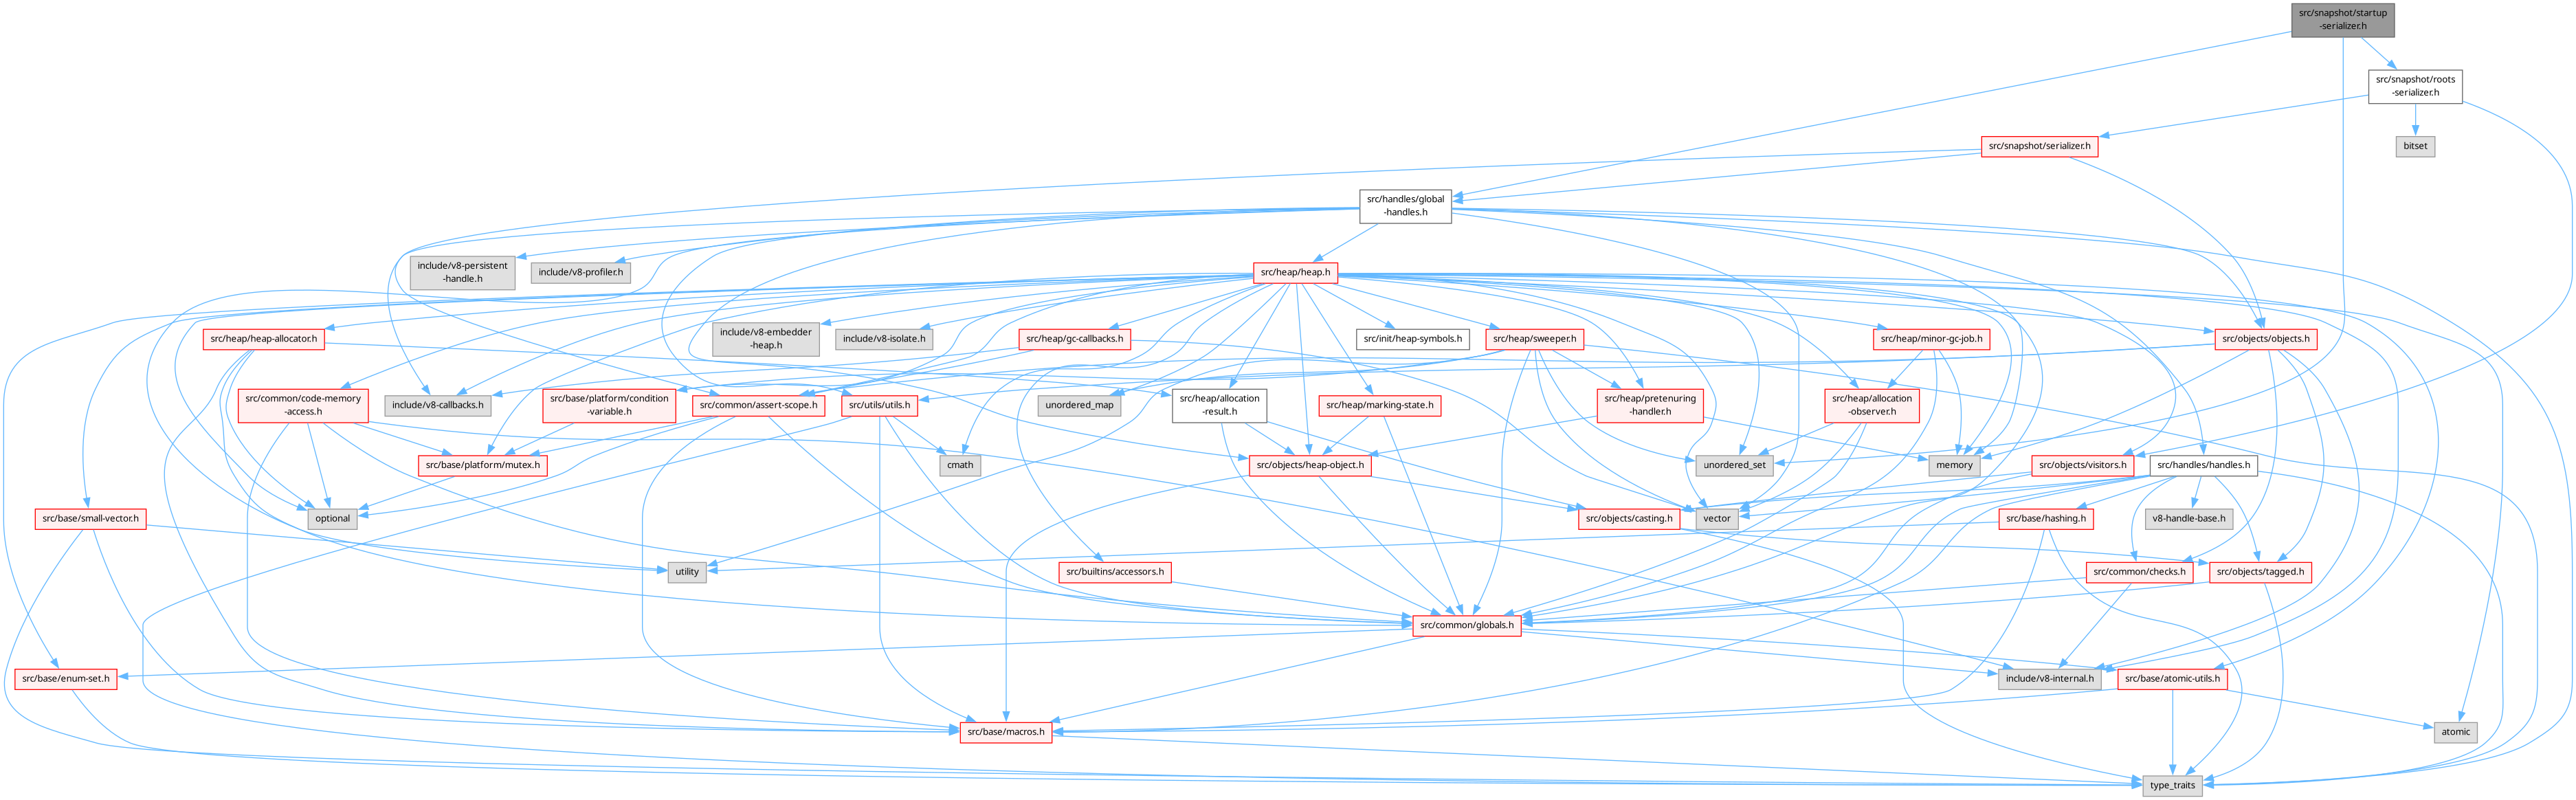 src/snapshot/startup
-serializer.h
src/snapshot/roots
-serializer.h
src/snapshot/serializer.h
bitset
src/handles/global
-handles.h
include/v8-persistent
-handle.h
include/v8-profiler.h
src/heap/heap.h
src/heap/heap-allocator.h
include/v8-embedder
-heap.h
include/v8-isolate.h
src/heap/gc-callbacks.h
src/init/heap-symbols.h
src/heap/sweeper.h
src/heap/minor-gc-job.h
src/objects/objects.h
src/common/code-memory
-access.h
include/v8-callbacks.h
src/base/platform/condition
-variable.h
src/common/assert-scope.h
src/utils/utils.h
unordered_map
src/heap/allocation
-result.h
src/heap/marking-state.h
src/heap/pretenuring
-handler.h
src/heap/allocation
-observer.h
src/base/platform/mutex.h
cmath
src/objects/heap-object.h
unordered_set
memory
src/objects/visitors.h
src/handles/handles.h
src/base/small-vector.h
optional
src/objects/casting.h
vector
src/base/hashing.h
v8-handle-base.h
utility
src/builtins/accessors.h
src/common/checks.h
src/objects/tagged.h
src/common/globals.h
src/base/enum-set.h
include/v8-internal.h
src/base/atomic-utils.h
src/base/macros.h
atomic
type_traits